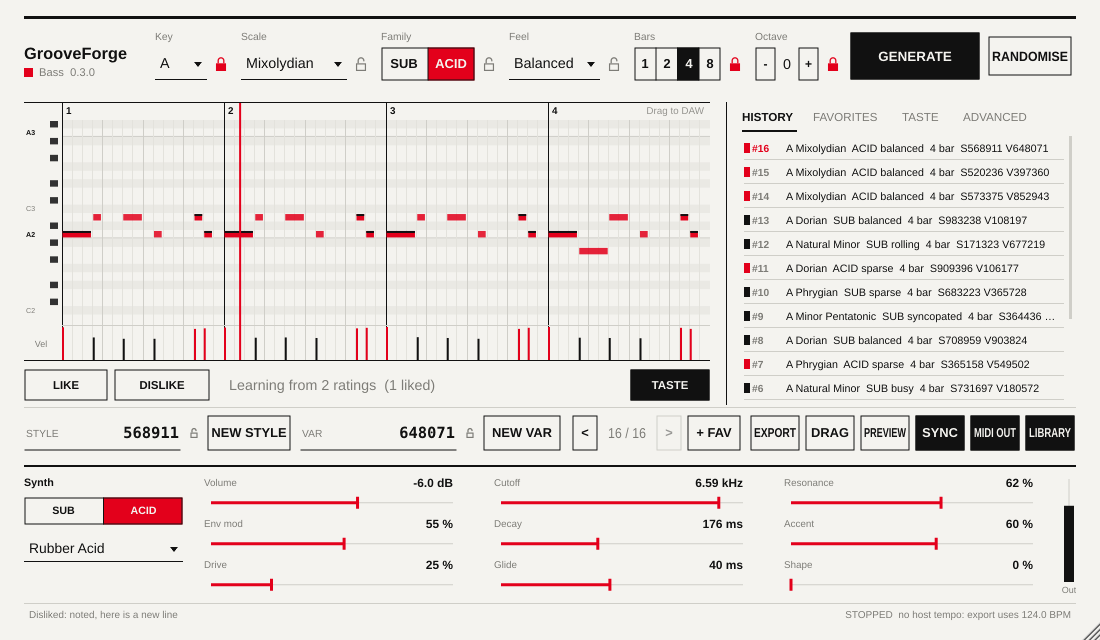 GrooveForge
Bass 0.3.0
Key
A
Scale
Mixolydian
Family
SUB ACID
Feel
Balanced
Bars
1 2 4 8
Octave
- 0 +
GENERATE
RANDOMISE
1 2 3 4 Drag to DAW
A3
C3
A2
C2
Vel
HISTORY FAVORITES TASTE ADVANCED
#16 A Mixolydian ACID balanced 4 bar S568911 V648071
#15 A Mixolydian ACID balanced 4 bar S520236 V397360
#14 A Mixolydian ACID balanced 4 bar S573375 V852943
#13 A Dorian SUB balanced 4 bar S983238 V108197
#12 A Natural Minor SUB rolling 4 bar S171323 V677219
#11 A Dorian ACID sparse 4 bar S909396 V106177
#10 A Phrygian SUB sparse 4 bar S683223 V365728
#9 A Minor Pentatonic SUB syncopated 4 bar S364436 ...
#8 A Dorian SUB balanced 4 bar S708959 V903824
#7 A Phrygian ACID sparse 4 bar S365158 V549502
#6 A Natural Minor SUB busy 4 bar S731697 V180572
LIKE DISLIKE Learning from 2 ratings (1 liked) TASTE
STYLE 568911 NEW STYLE VAR 648071 NEW VAR < 16 / 16 > + FAV EXPORT DRAG PREVIEW SYNC MIDI OUT LIBRARY
Synth
SUB ACID
Rubber Acid
Volume -6.0 dB
Cutoff 6.59 kHz
Resonance 62 %
Env mod 55 %
Decay 176 ms
Accent 60 %
Drive 25 %
Glide 40 ms
Shape 0 %
Out
Disliked: noted, here is a new line
STOPPED no host tempo: export uses 124.0 BPM